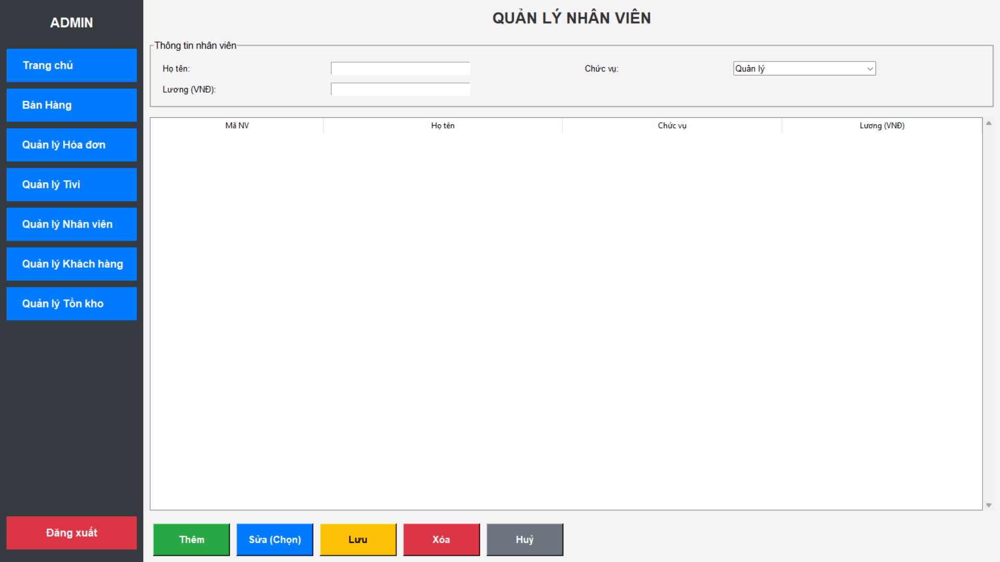 ADMIN
Trang chủ
Bán Hàng
Quản lý Hóa đơn
Quản lý Tivi
Quản lý Nhân viên
Quản lý Khách hàng
Quản lý Tồn kho
Đăng xuất
QUẢN LÝ NHÂN VIÊN
Thông tin nhân viên
Họ tên:
Chức vụ:
Quản lý
Lương (VNĐ):
Mã NV
Họ tên
Chức vụ
Lương (VNĐ)
Thêm
Sửa (Chọn)
Lưu
Xóa
Huỷ